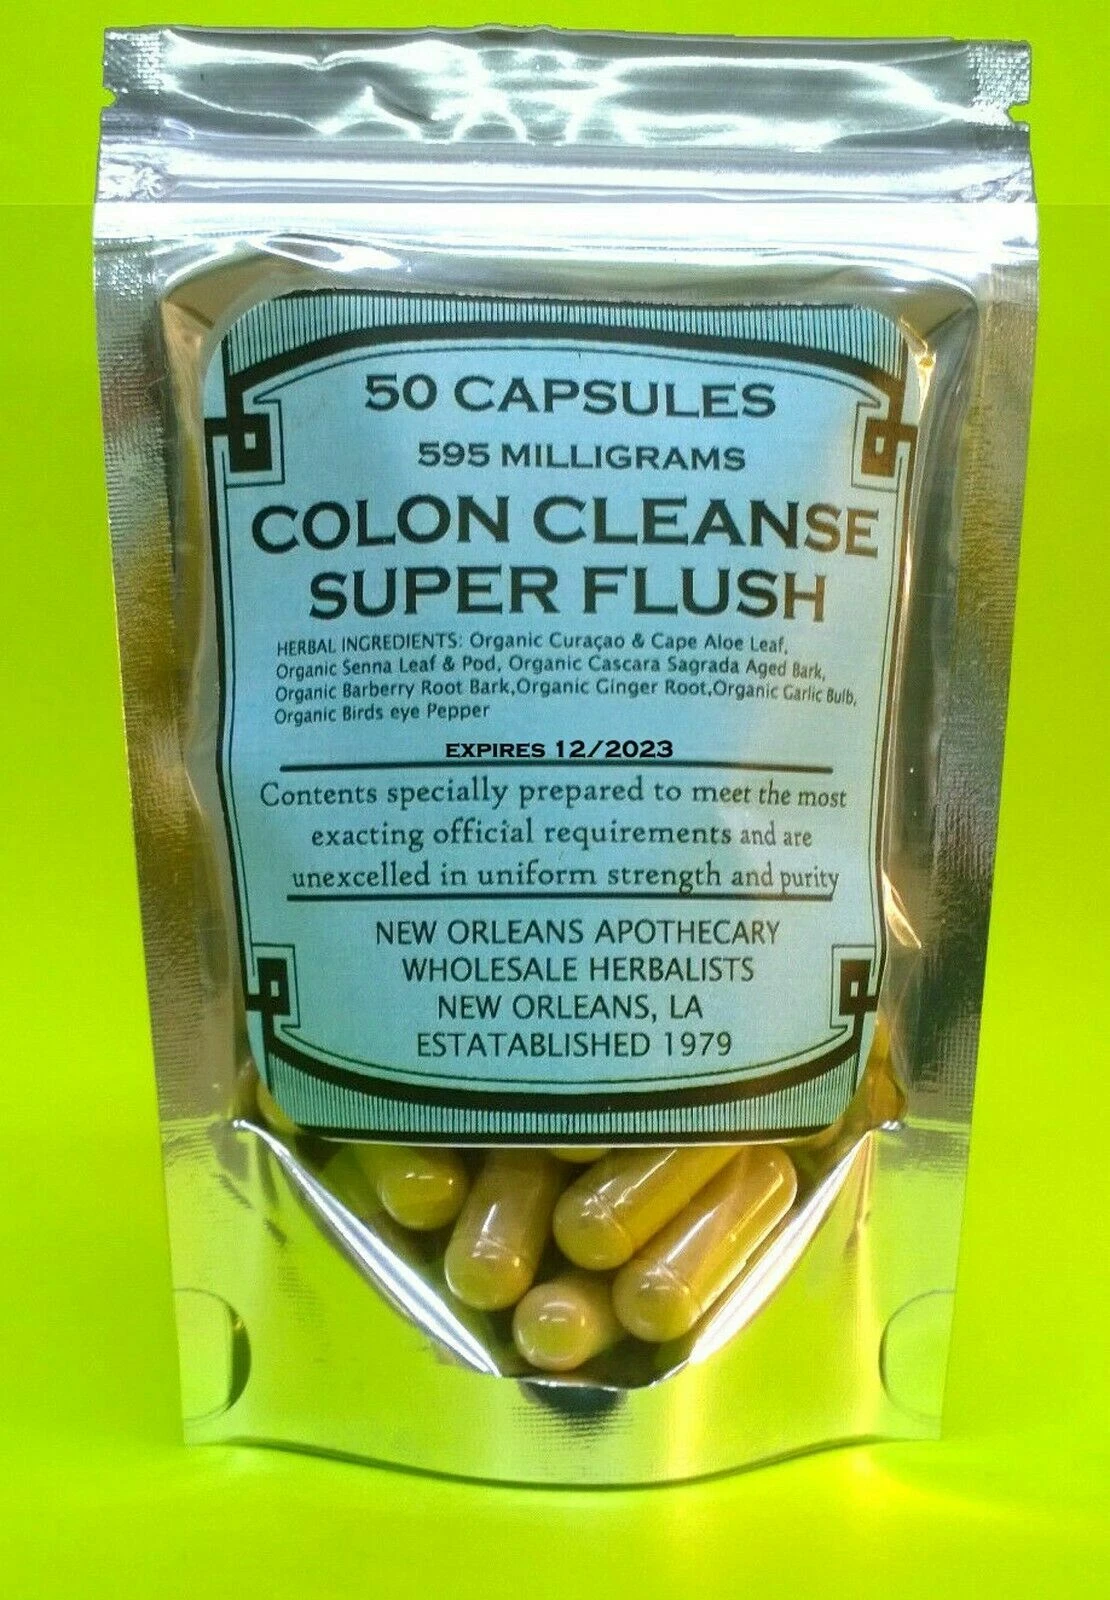 50 CAPSULES
595 MILLIGRAMS
COLON CLEANSE
SUPER FLUSH
HERBAL INGREDIENTS: Organic Curaçao & Cape Aloe Leaf,
Organic Senna Leaf & Pod, Organic Cascara Sagrada Aged Bark,
Organic Barberry Root Bark,Organic Ginger Root,Organic Garlic Bulb,
Organic Birds eye Pepper
EXPIRES 12/2023
Contents specially prepared to meet the most
exacting official requirements and are
unexcelled in uniform strength and purity
NEW ORLEANS APOTHECARY
WHOLESALE HERBALISTS
NEW ORLEANS, LA
ESTATABLISHED 1979